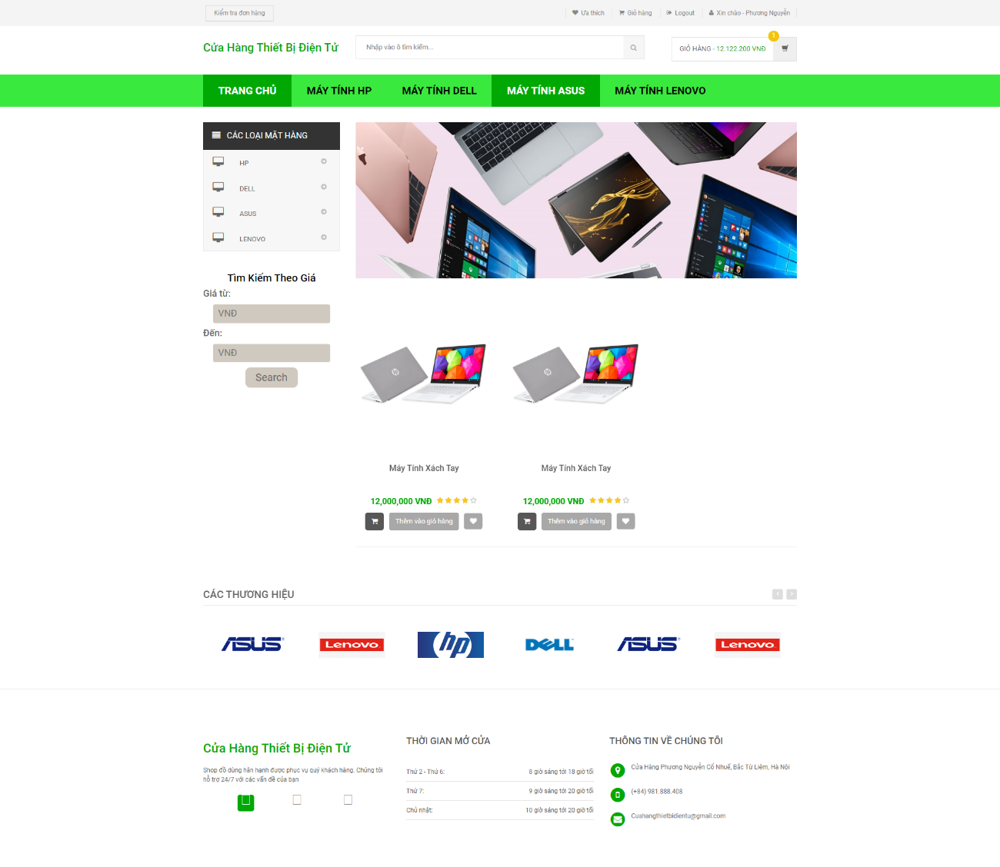 Kiểm tra đơn hàng
Ưa thích
Giỏ hàng
Logout
Xin chào - Phương Nguyễn
Cửa Hàng Thiết Bị Điện Tử
Nhập vào ô tìm kiếm...
GIỎ HÀNG - 12.122.200 VNĐ
1
TRANG CHỦ
MÁY TÍNH HP
MÁY TÍNH DELL
MÁY TÍNH ASUS
MÁY TÍNH LENOVO
CÁC LOẠI MẶT HÀNG
HP
DELL
ASUS
LENOVO
Tìm Kiếm Theo Giá
Giá từ:
VNĐ
Đến:
VNĐ
Search
Máy Tính Xách Tay
12,000,000 VNĐ
Thêm vào giỏ hàng
Máy Tính Xách Tay
12,000,000 VNĐ
Thêm vào giỏ hàng
CÁC THƯƠNG HIỆU
ASUS
Lenovo
hp
DELL
ASUS
Lenovo
Cửa Hàng Thiết Bị Điện Tử
Shop đồ dùng hân hạnh được phục vụ quý khách hàng. Chúng tôi
hỗ trợ 24/7 với các vấn đề của bạn
THỜI GIAN MỞ CỬA
Thứ 2 - Thứ 6: 8 giờ sáng tới 18 giờ tối
Thứ 7: 9 giờ sáng tới 20 giờ tối
Chủ nhật: 10 giờ sáng tới 20 giờ tối
THÔNG TIN VỀ CHÚNG TÔI
Cửa Hàng Phương Nguyễn Cổ Nhuế, Bắc Từ Liêm, Hà Nội
(+84) 981.888.408
Cuahangthietbidientu@gmail.com